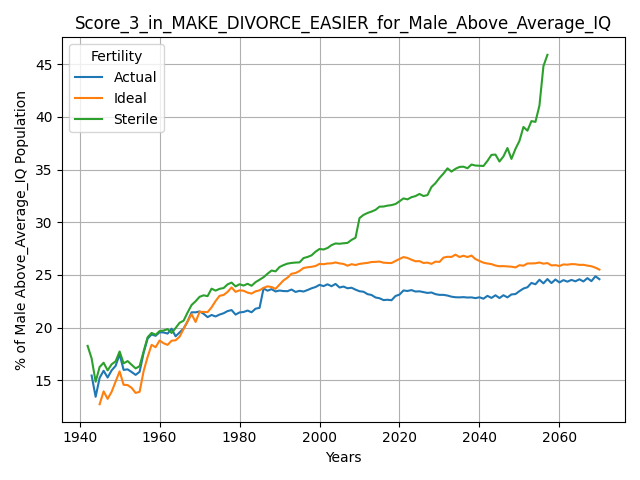 Score_3_in_MAKE_DIVORCE_EASIER_for_Male_Above_Average_IQ
Fertility
Actual
Ideal
Sterile
% of Male Above_Average_IQ Population
45
40
35
30
25
20
15
1940 1960 1980 2000 2020 2040 2060
Years